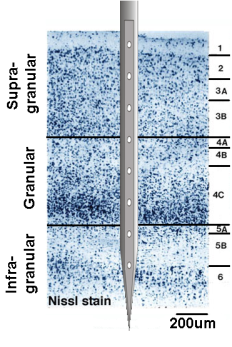 Supra-
granular
Granular
Infra-
granular
1
2
3A
3B
4A
4B
4C
5A
5B
6
Nissl stain
200um